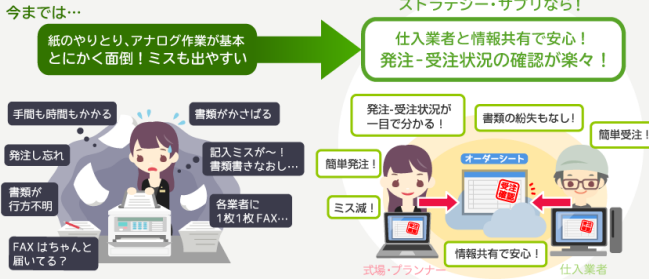 今までは…
紙のやりとり、アナログ作業が基本
とにかく面倒！ミスも出やすい
手間も時間もかかる
書類がかさばる
発注し忘れ
記入ミスが〜！
書類書きなおし…
書類が
行方不明
各業者に
1枚1枚FAX…
FAXはちゃんと
届いてる？
ストラテジー・サプリなら！
仕入業者と情報共有で安心！
発注-受注状況の確認が楽々！
発注-受注状況が
一目で分かる！
書類の紛失もなし！
簡単受注！
簡単発注！
オーダーシート
受注
確認
ミス減！
情報共有で安心！
式場・プランナー
仕入業者